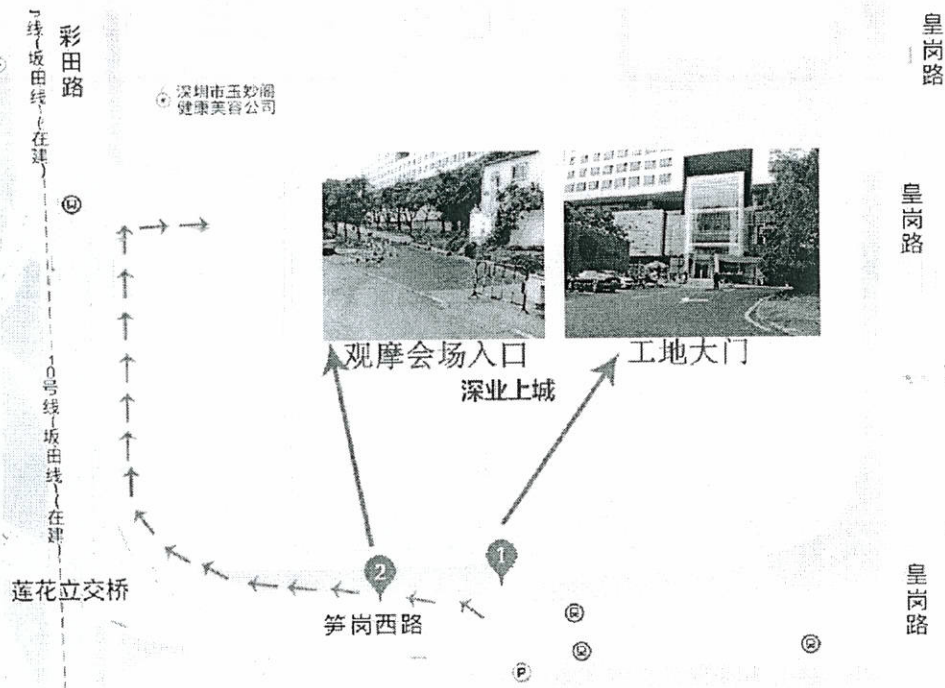 线(坂田线)(在建)
彩田路
皇岗路
深圳市玉妙阁
健康美容公司
皇岗路
观摩会场入口
工地大门
深业上城
10号线(坂田线)(在建)
1
2
莲花立交桥
笋岗西路
皇岗路
P